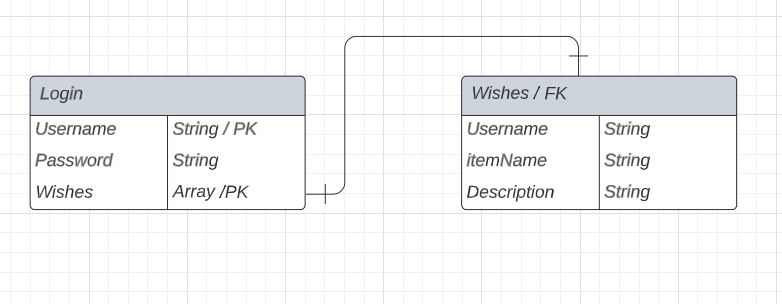 Login
Username String / PK
Password String
Wishes Array /PK
Wishes / FK
Username String
itemName String
Description String